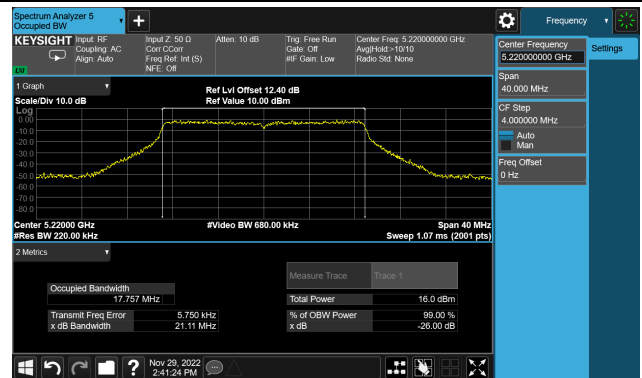 Spectrum Analyzer 5
Occupied BW
Frequency
KEYSIGHT
Input: RF
Coupling: AC
Align: Auto
Input Z: 50 Ω
Corr CCorr
Freq Ref: Int (S)
NFE: Off
Atten: 10 dB
Trig: Free Run
Gate: Off
#IF Gain: Low
Center Freq: 5.220000000 GHz
Avg|Hold:>10/10
Radio Std: None
LXI
Center Frequency
5.220000000 GHz
Settings
Span
40.000 MHz
CF Step
4.000000 MHz
Auto
Man
Freq Offset
0 Hz
1 Graph
Scale/Div 10.0 dB
Ref Lvl Offset 12.40 dB
Ref Value 10.00 dBm
Log
0.00
-10.0
-20.0
-30.0
-40.0
-50.0
-60.0
-70.0
-80.0
Center 5.22000 GHz
#Video BW 680.00 kHz
Span 40 MHz
#Res BW 220.00 kHz
Sweep 1.07 ms (2001 pts)
2 Metrics
Measure Trace
Trace 1
Occupied Bandwidth
17.757 MHz
Total Power
16.0 dBm
Transmit Freq Error
5.750 kHz
% of OBW Power
99.00 %
x dB Bandwidth
21.11 MHz
x dB
-26.00 dB
Nov 29, 2022
2:41:24 PM